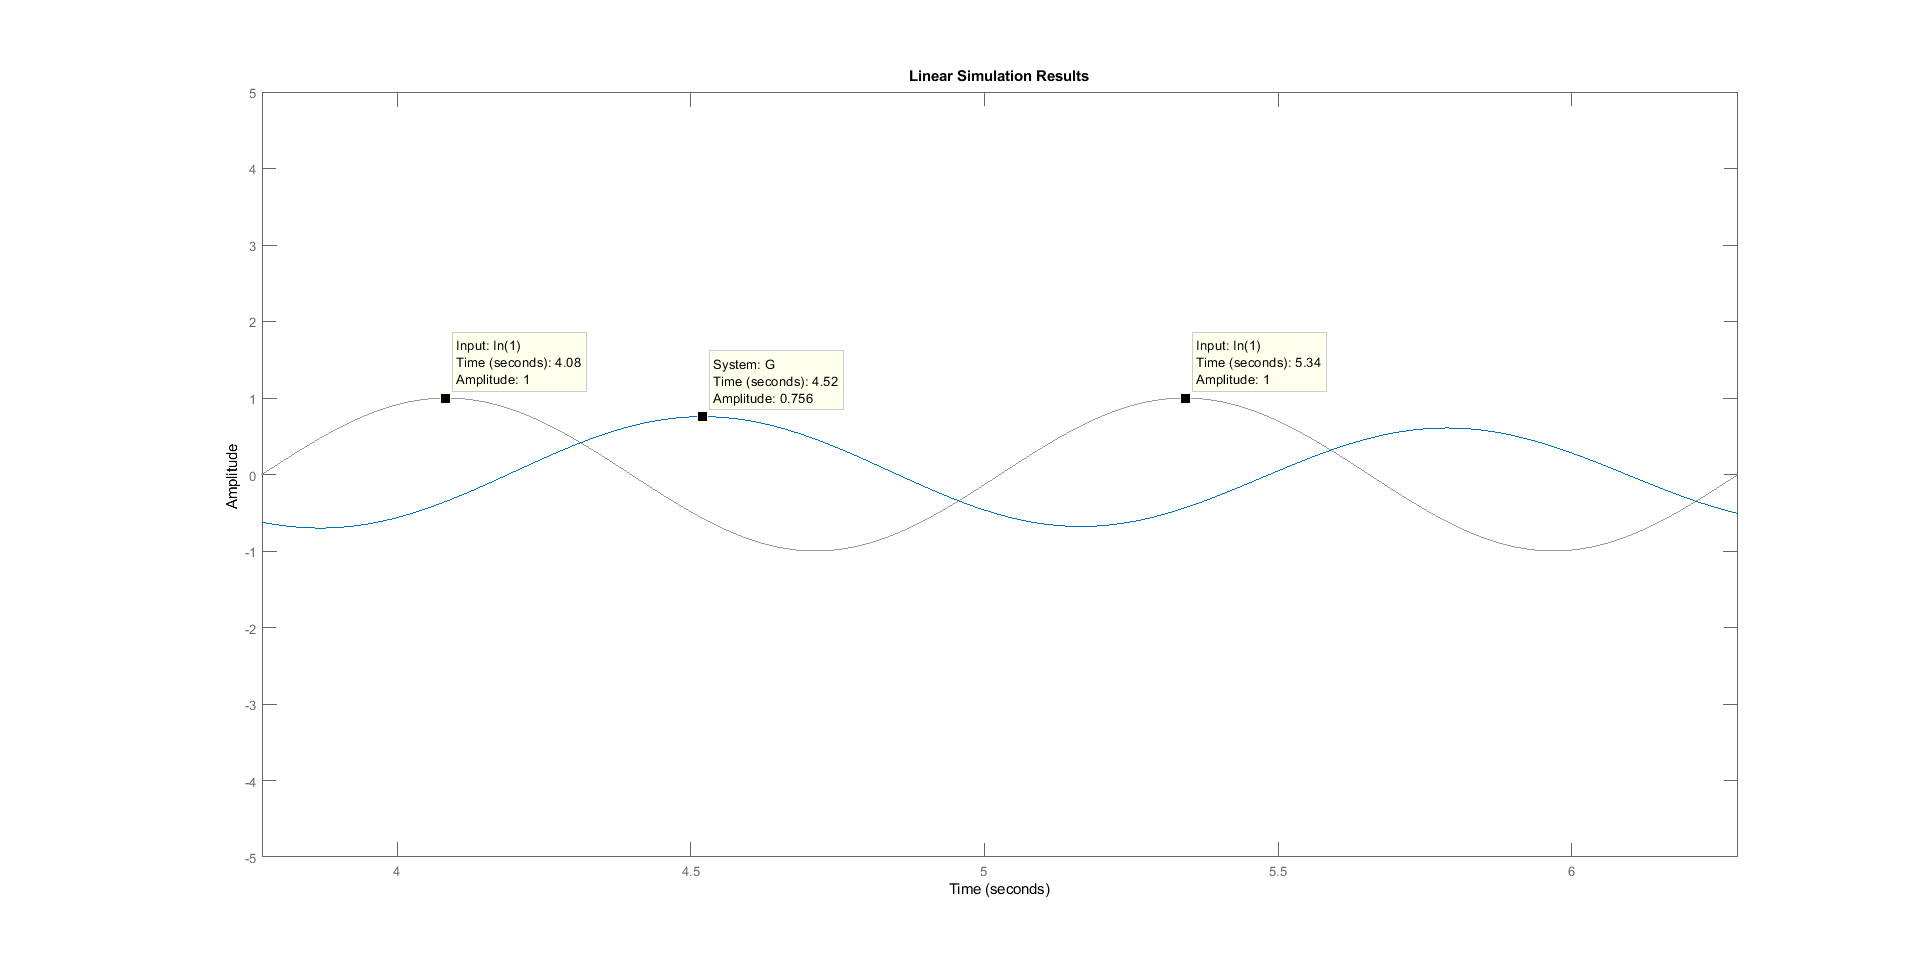 Linear Simulation Results
5
4
3
2
1
0
-1
-2
-3
-4
-5
Amplitude
Input: In(1)
Time (seconds): 4.08
Amplitude: 1
System: G
Time (seconds): 4.52
Amplitude: 0.756
Input: In(1)
Time (seconds): 5.34
Amplitude: 1
4 4.5 5 5.5 6
Time (seconds)